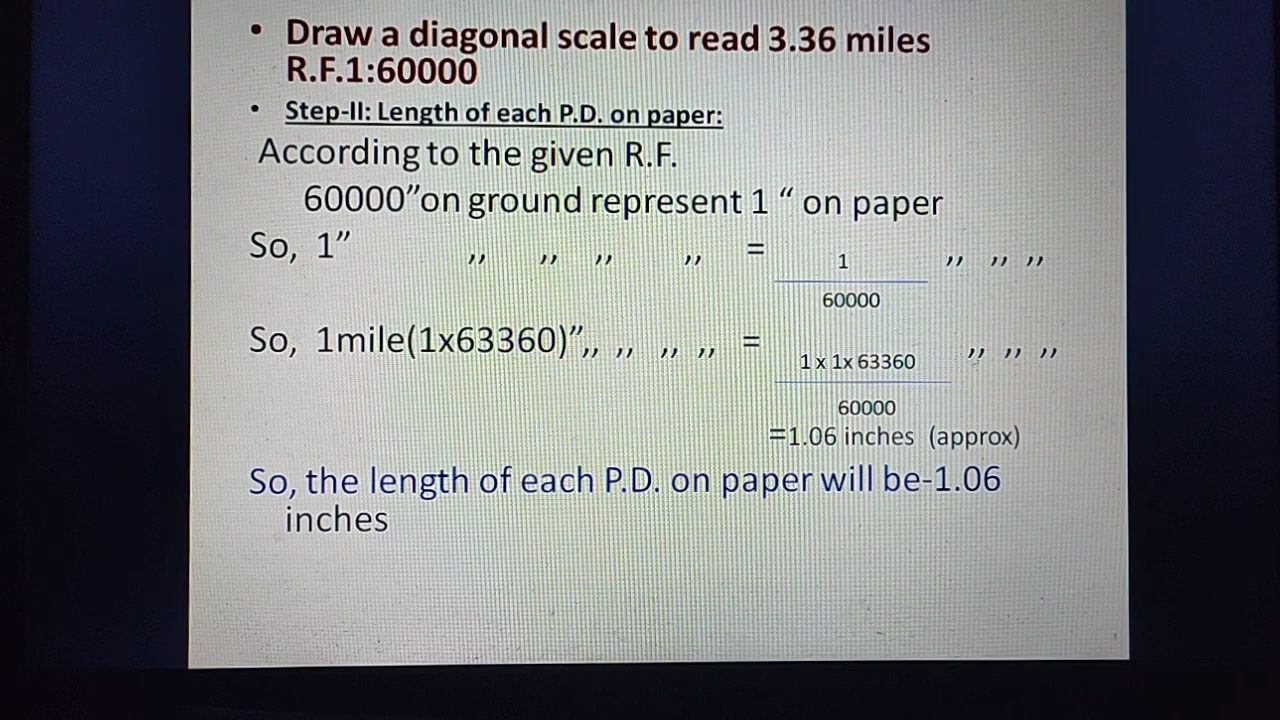 • Draw a diagonal scale to read 3.36 miles
R.F.1:60000
• Step-II: Length of each P.D. on paper:
According to the given R.F.
60000”on ground represent 1 “ on paper
So, 1” ,, ,, ,, ,, = 1 ,, ,, ,,
60000
So, 1mile(1x63360)”,, ,, ,, ,, = 1 x 1x 63360 ,, ,, ,,
60000
=1.06 inches (approx)
So, the length of each P.D. on paper will be-1.06
inches